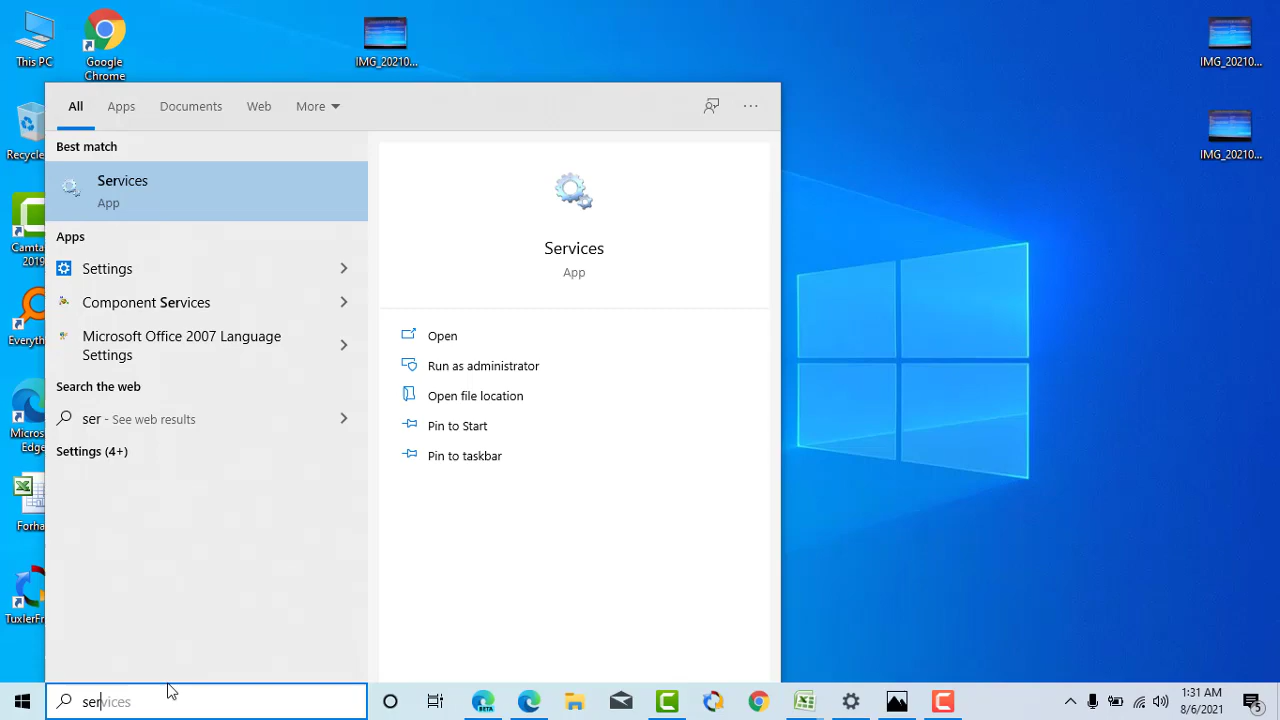 This PC
Google
Chrome
IMG_20210...
IMG_20210...
Recycle
IMG_20210...
Camta
2019
Everyth
Micros
Edge
Forha
TuxlerFr
All
Apps
Documents
Web
More
Best match
Services
App
Apps
Settings
Component Services
Microsoft Office 2007 Language
Settings
Search the web
ser - See web results
Settings (4+)
Services
App
Open
Run as administrator
Open file location
Pin to Start
Pin to taskbar
services
BETA
1:31 AM
8/6/2021
5